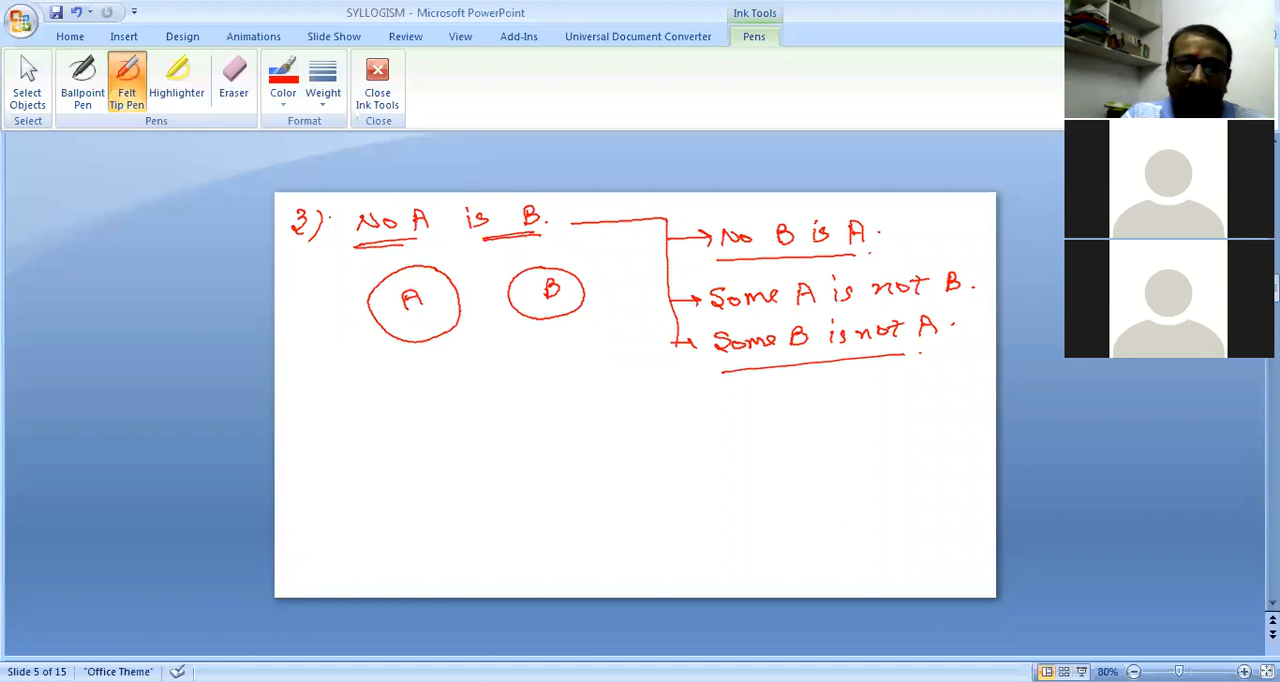 SYLLOGISM - Microsoft PowerPoint
Ink Tools
Home Insert Design Animations Slide Show Review View Add-Ins Universal Document Converter Pens
Select Objects
Ballpoint Pen
Felt Tip Pen
Highlighter
Eraser
Color
Weight
Close Ink Tools
Select Pens Format Close
3) No A is B.
No B is A.
A B
Some A is not B.
Some B is not A.
Slide 5 of 15 "Office Theme" 80%